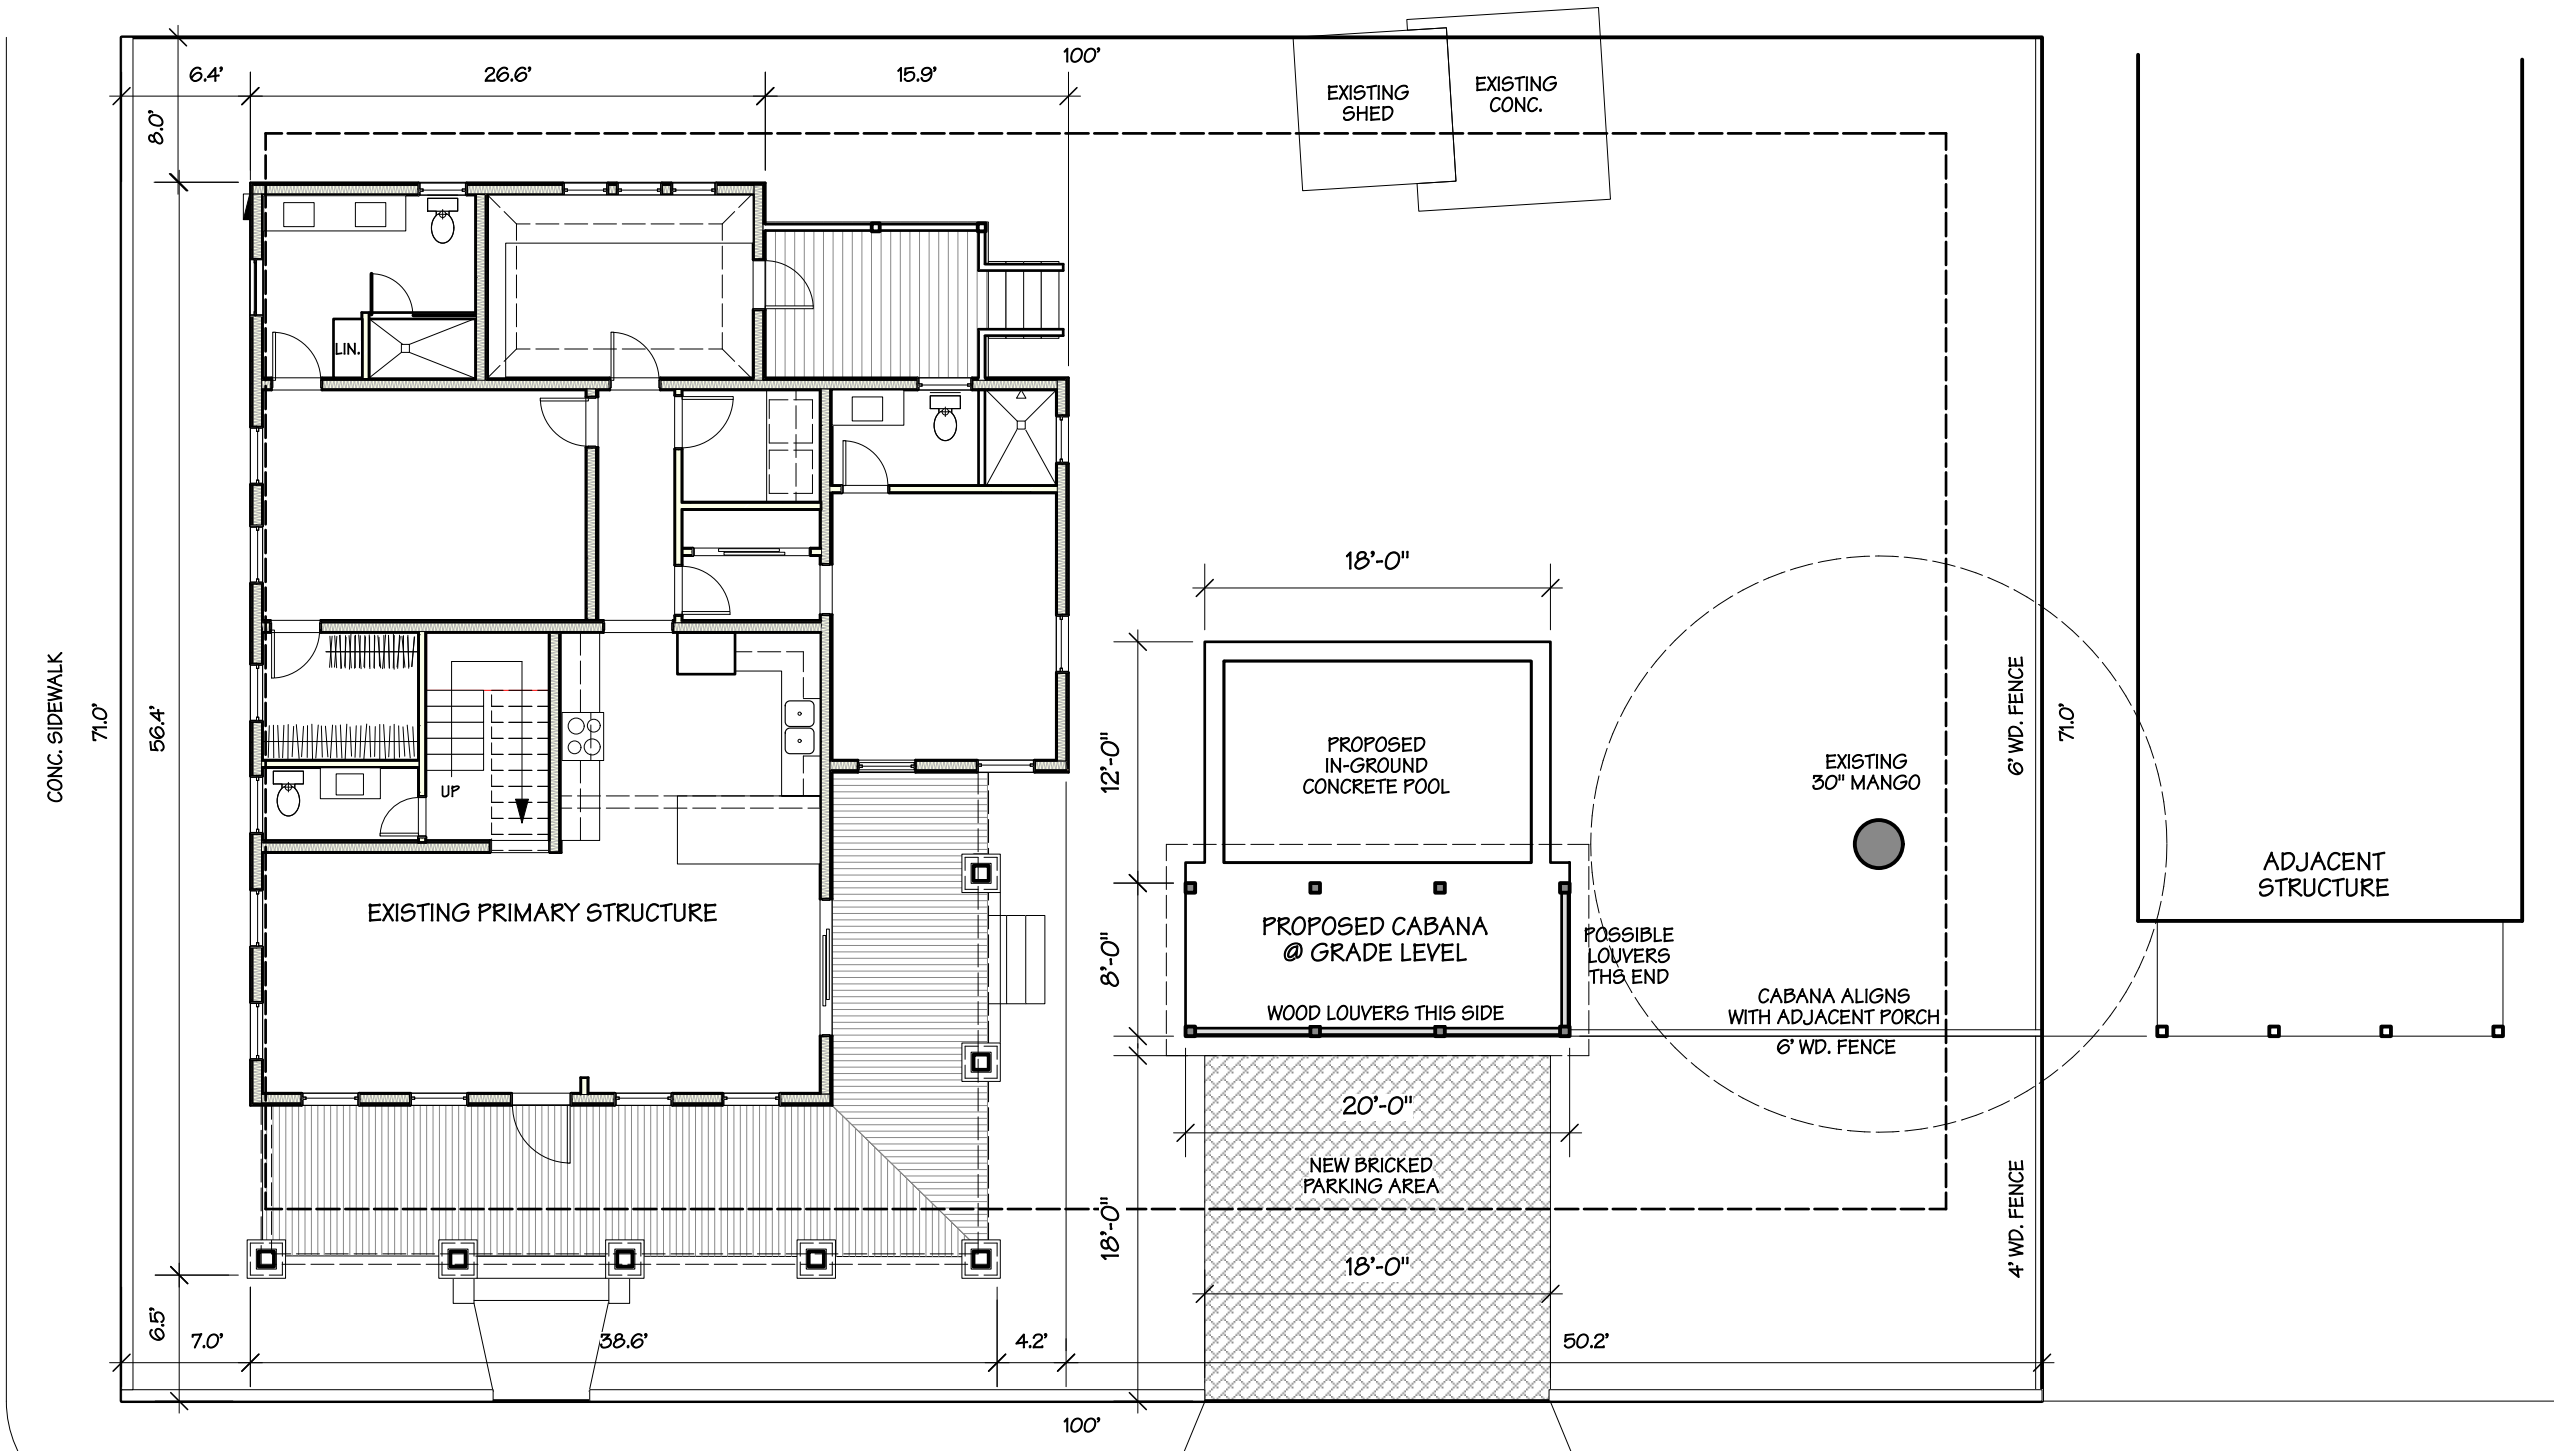 100'
6.4'
26.6'
15.9'
8.0'
EXISTING
SHED
EXISTING
CONC.
LIN.
18'-0"
CONC. SIDEWALK
71.0'
56.4'
UP
12'-0"
PROPOSED
IN-GROUND
CONCRETE POOL
EXISTING
30" MANGO
6' WD. FENCE
71.0'
ADJACENT
STRUCTURE
EXISTING PRIMARY STRUCTURE
8'-0"
PROPOSED CABANA
@ GRADE LEVEL
WOOD LOUVERS THIS SIDE
POSSIBLE
LOUVERS
THS END
CABANA ALIGNS
WITH ADJACENT PORCH
6' WD. FENCE
20'-0"
NEW BRICKED
PARKING AREA
18'-0"
18'-0"
4' WD. FENCE
6.5'
7.0'
38.6'
4.2'
50.2'
100'